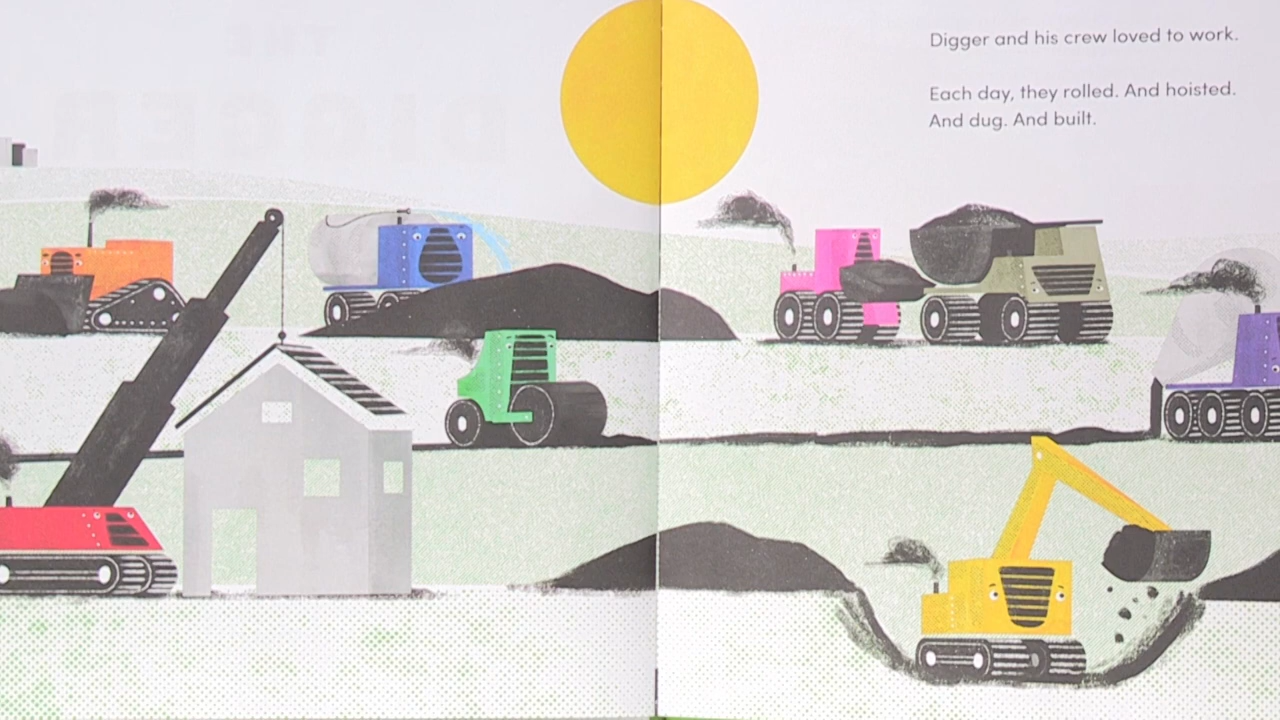 Digger and his crew loved to work.
Each day, they rolled. And hoisted.
And dug. And built.